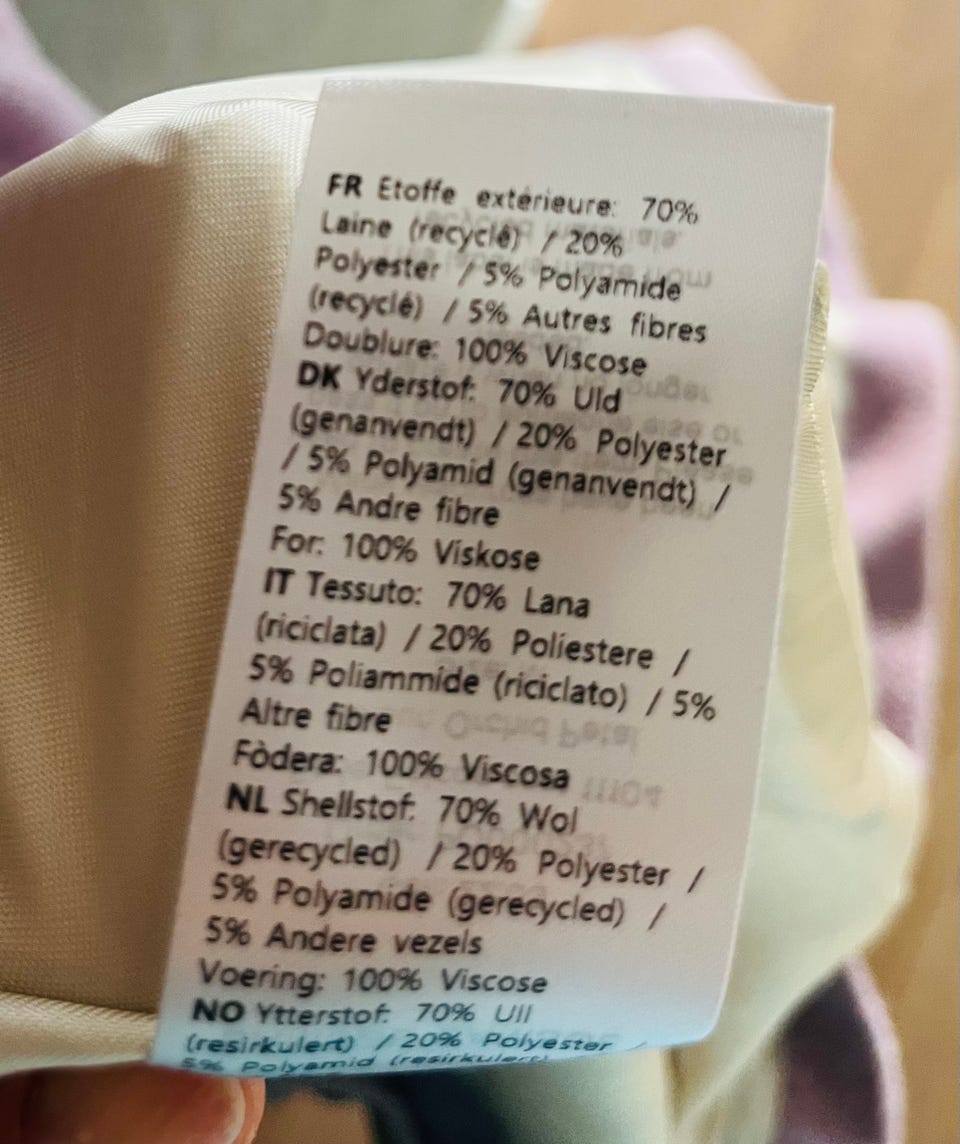 FR Etoffe extérieure: 70%
Laine (recyclé) / 20%
Polyester / 5% Polyamide
(recyclé) / 5% Autres fibres
Doublure: 100% Viscose
DK Yderstof: 70% Uld
(genanvendt) / 20% Polyester
/ 5% Polyamid (genanvendt) /
5% Andre fibre
For: 100% Viskose
IT Tessuto: 70% Lana
(riciclata) / 20% Poliestere /
5% Poliammide (riciclato) / 5%
Altre fibre
Fòdera: 100% Viscosa
NL Shellstof: 70% Wol
(gerecycled) / 20% Polyester /
5% Polyamide (gerecycled) /
5% Andere vezels
Voering: 100% Viscose
NO Ytterstof: 70% Ull
(resirkulert) / 20% Polyester /
5% Polyamid (resirkulert)